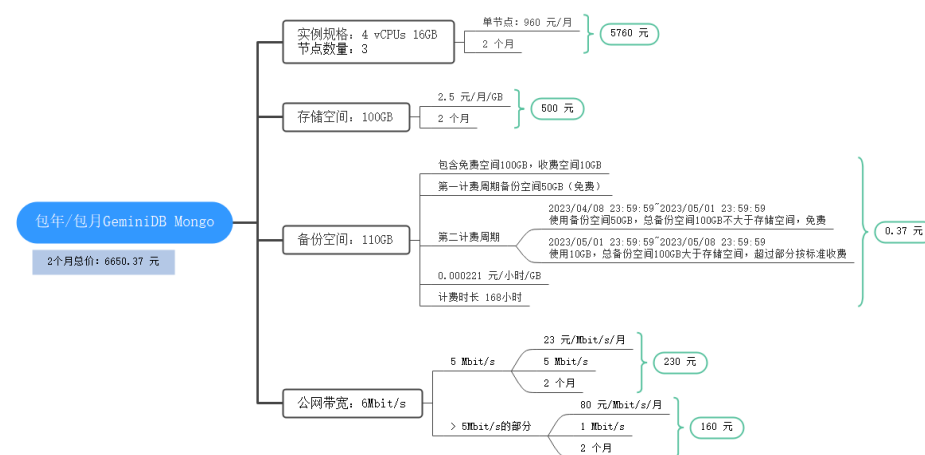 包年/包月GeminiDB Mongo
2个月总价：6650.37 元
实例规格：4 vCPUs 16GB
节点数量：3
单节点：960 元/月
2 个月
5760 元
存储空间：100GB
2.5 元/月/GB
2 个月
500 元
备份空间：110GB
包含免费空间100GB，收费空间10GB
第一计费周期备份空间50GB（免费）
第二计费周期
2023/04/08 23:59:59~2023/05/01 23:59:59
使用备份空间50GB，总备份空间100GB不大于存储空间，免费
2023/05/01 23:59:59~2023/05/08 23:59:59
使用10GB，总备份空间100GB大于存储空间，超过部分按标准收费
0.000221 元/小时/GB
计费时长 168小时
0.37 元
公网带宽：6Mbit/s
5 Mbit/s
23 元/Mbit/s/月
5 Mbit/s
2 个月
230 元
> 5Mbit/s的部分
80 元/Mbit/s/月
1 Mbit/s
2 个月
160 元